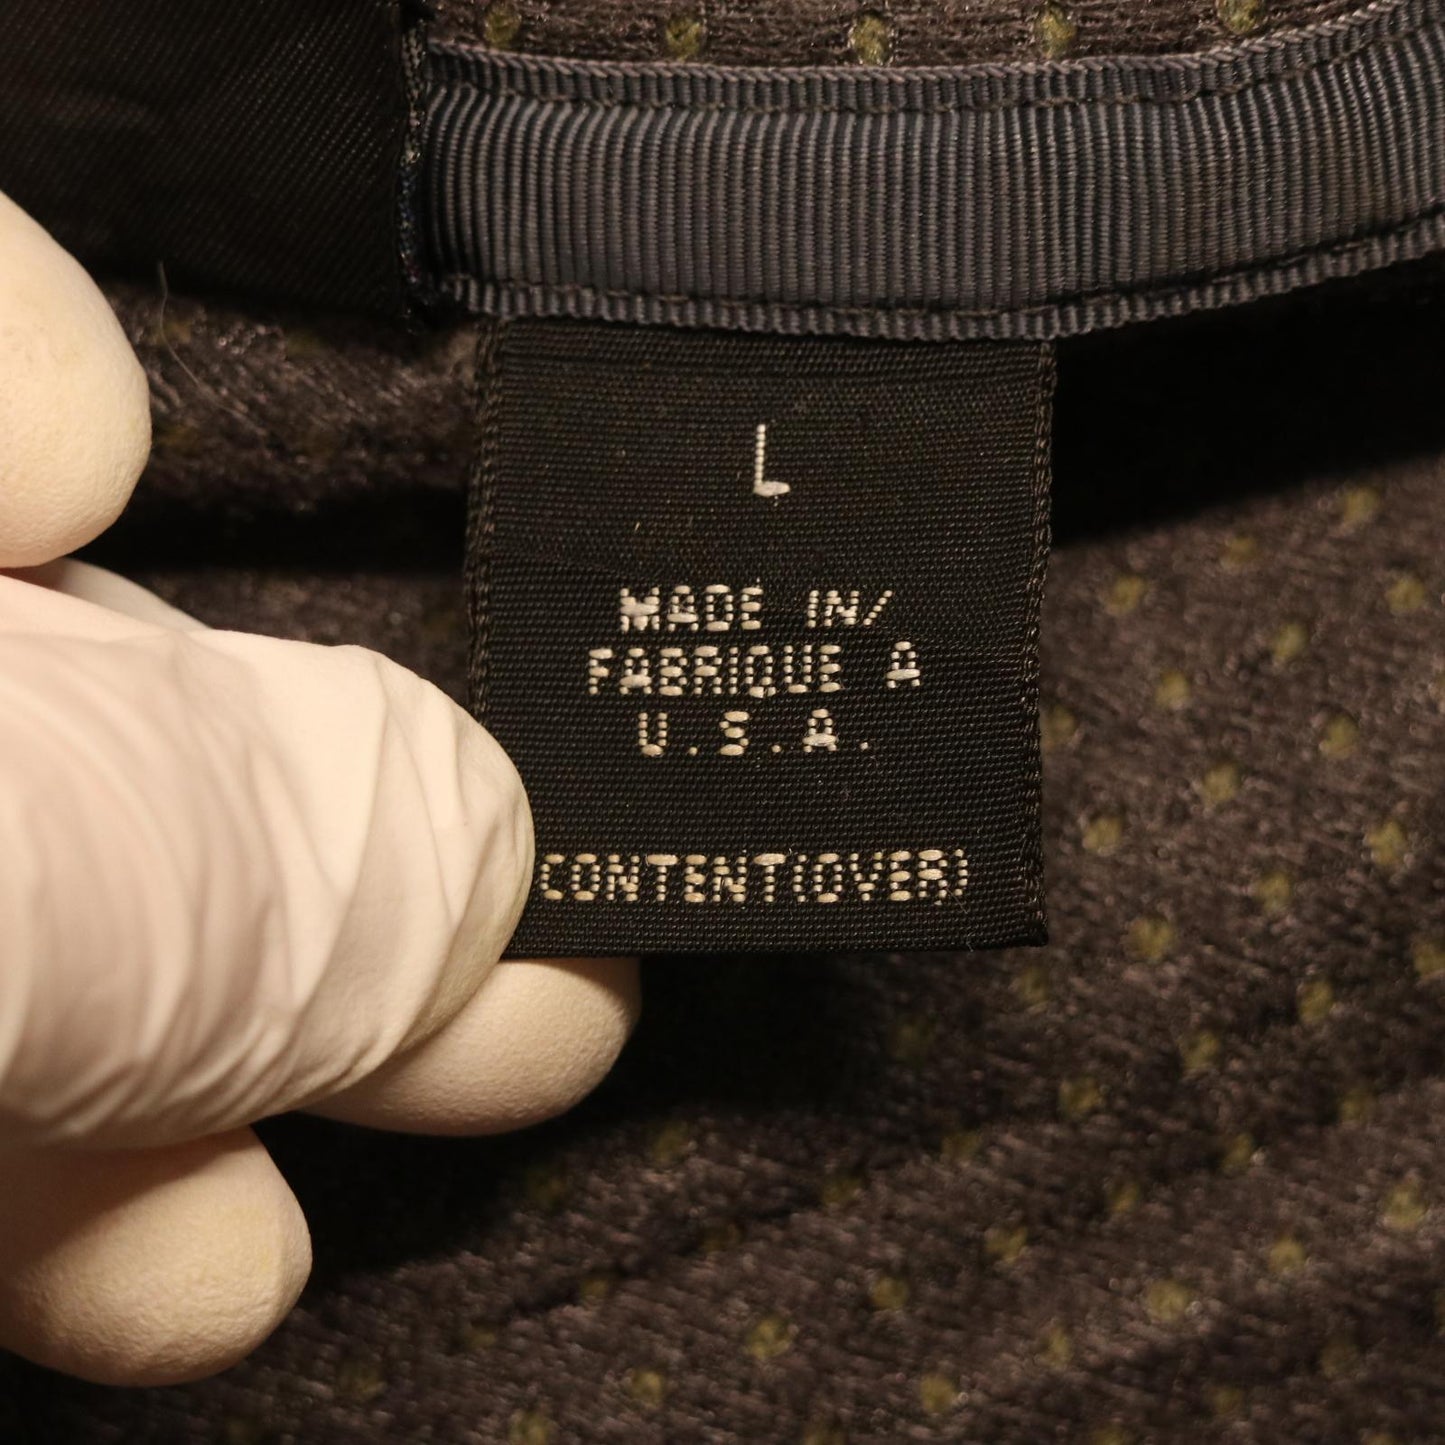 L
MADE IN/
FABRIQUE A
U.S.A.
CONTENT(OVER)